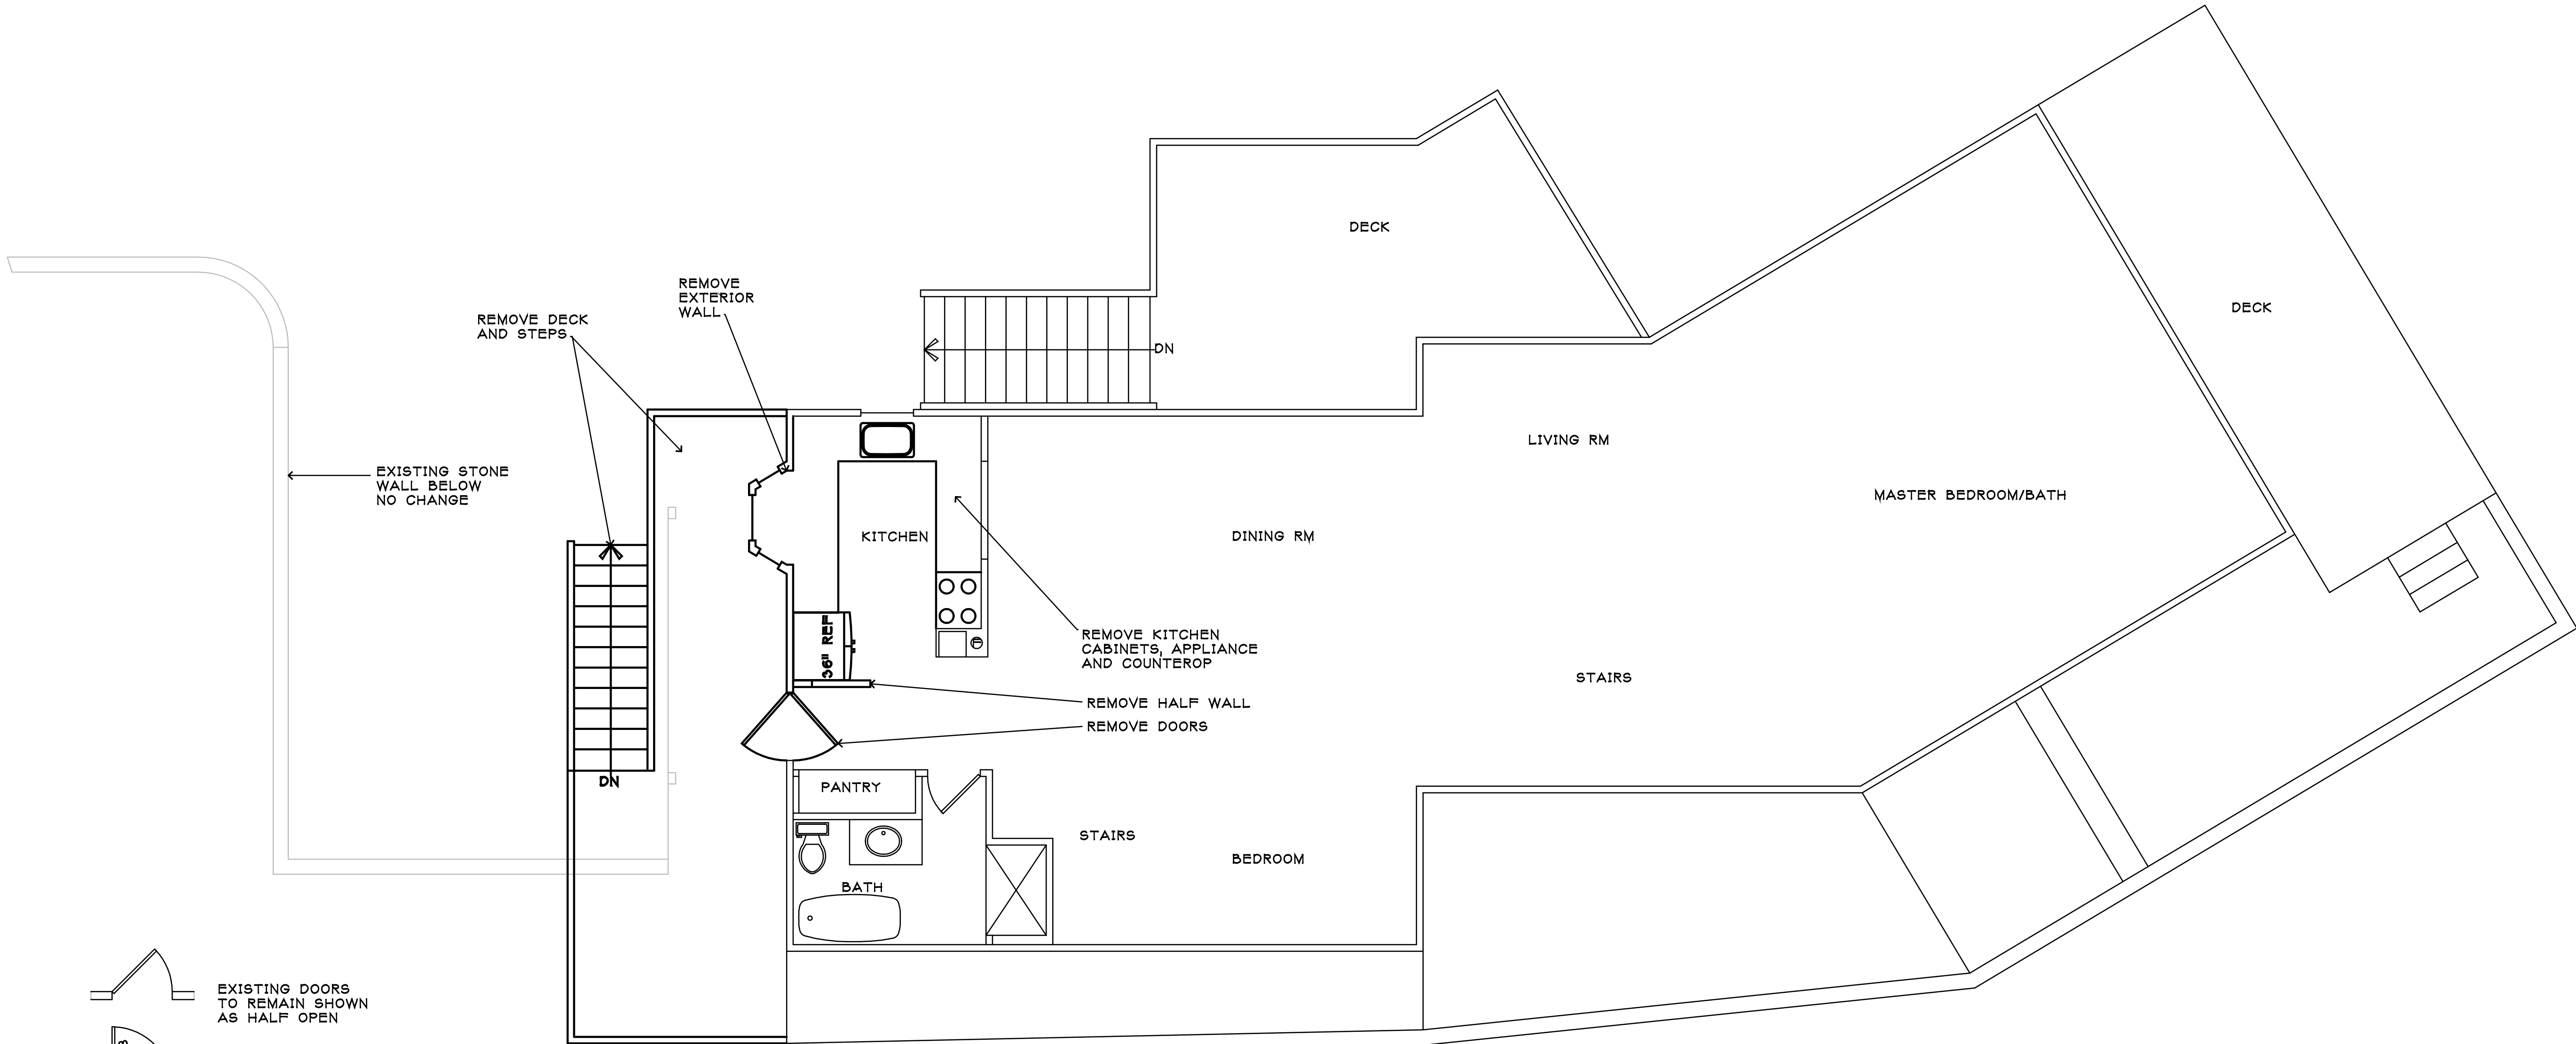 DECK
REMOVE
EXTERIOR
WALL
REMOVE DECK
AND STEPS
DN
DECK
LIVING RM
EXISTING STONE
WALL BELOW
NO CHANGE
MASTER BEDROOM/BATH
KITCHEN
DINING RM
36" REF
REMOVE KITCHEN
CABINETS, APPLIANCE
AND COUNTEROP
STAIRS
REMOVE HALF WALL
REMOVE DOORS
DN
PANTRY
STAIRS
BEDROOM
BATH
EXISTING DOORS
TO REMAIN SHOWN
AS HALF OPEN